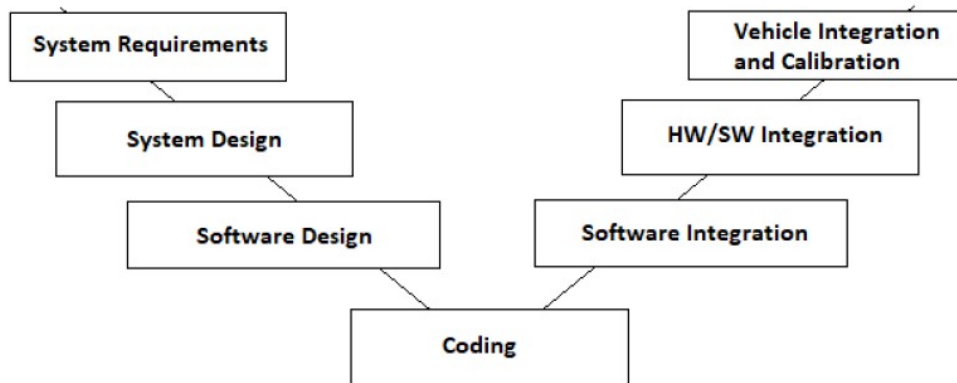 System Requirements
Vehicle Integration
and Calibration
System Design
HW/SW Integration
Software Design
Software Integration
Coding